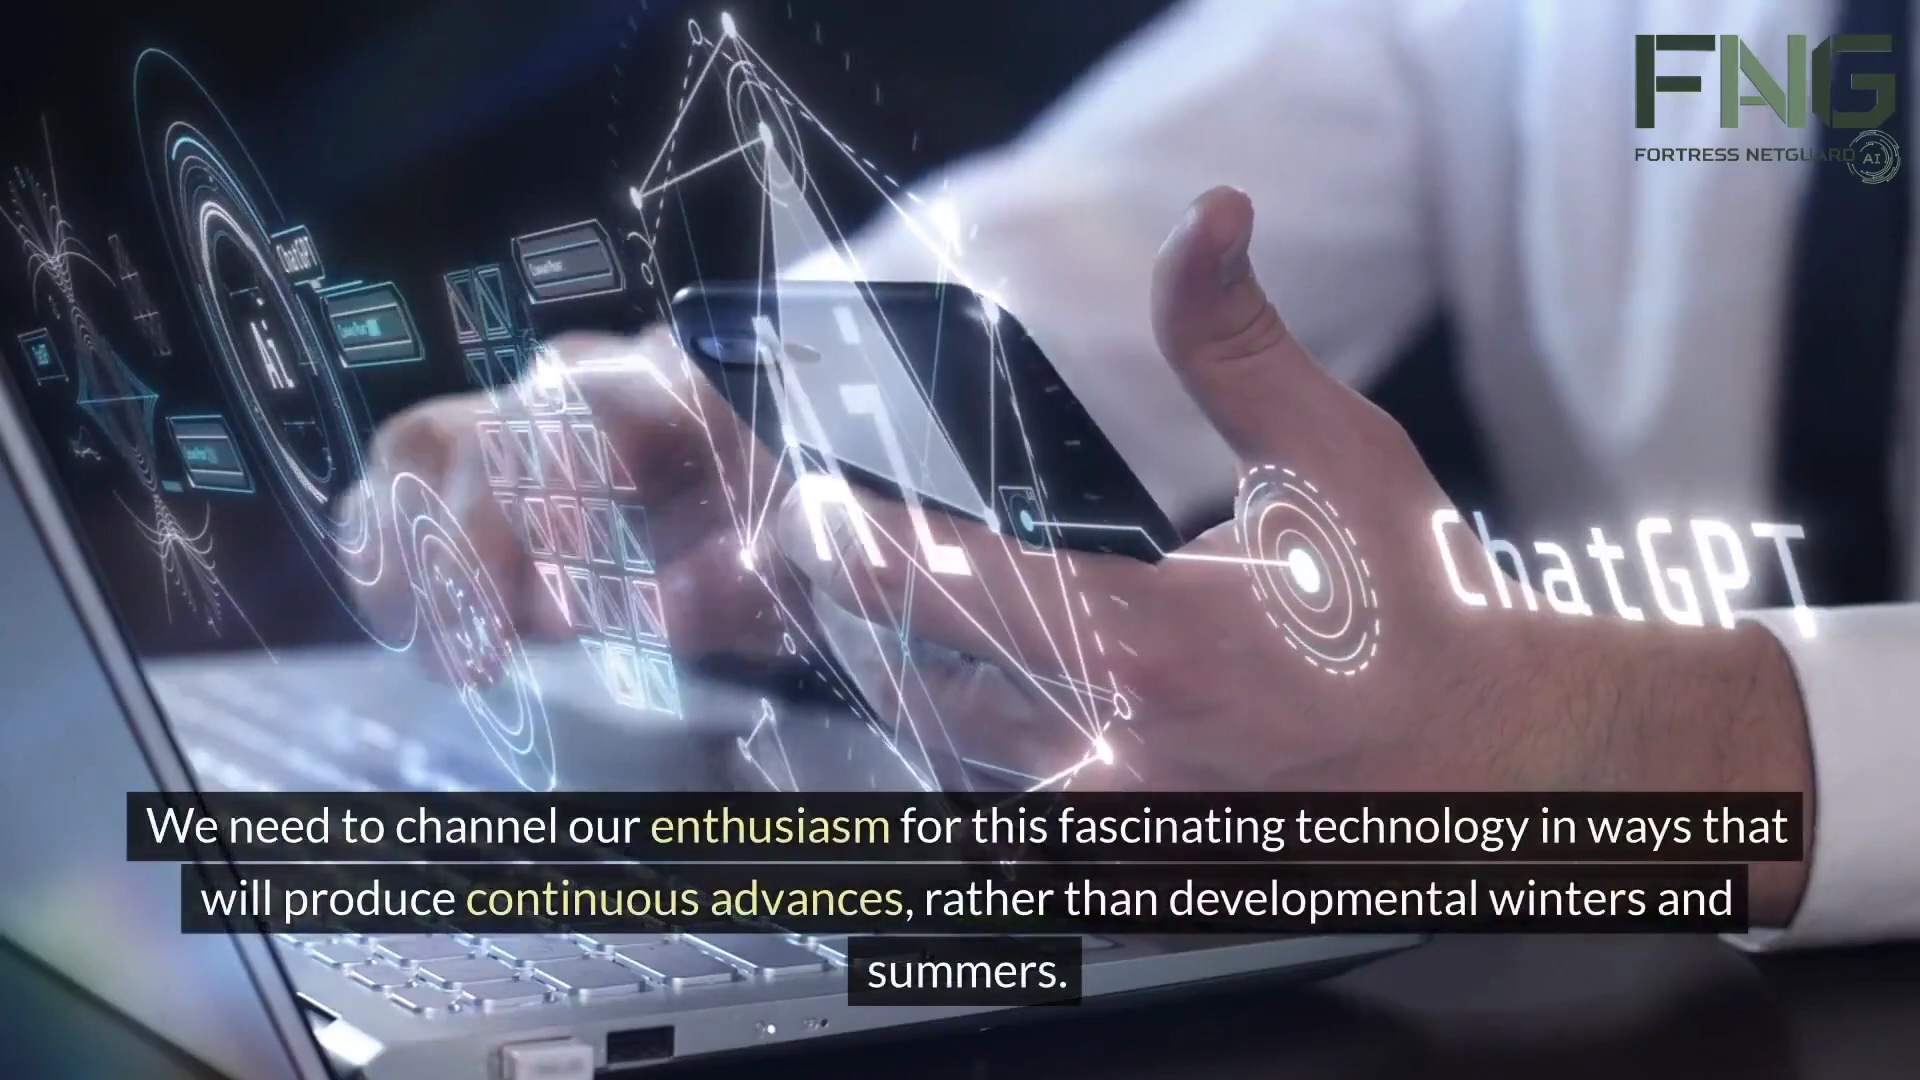 FNG
FORTRESS NETGUARD
AI
ChatGPT
Ai
Ai
ChatGPT
We need to channel our enthusiasm for this fascinating technology in ways that
will produce continuous advances, rather than developmental winters and
summers.